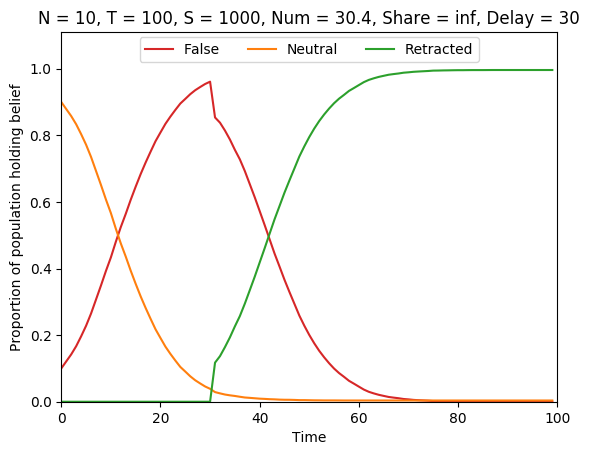 N = 10, T = 100, S = 1000, Num = 30.4, Share = inf, Delay = 30
False Neutral Retracted
Proportion of population holding belief
1.0
0.8
0.6
0.4
0.2
0.0
0 20 40 60 80 100
Time